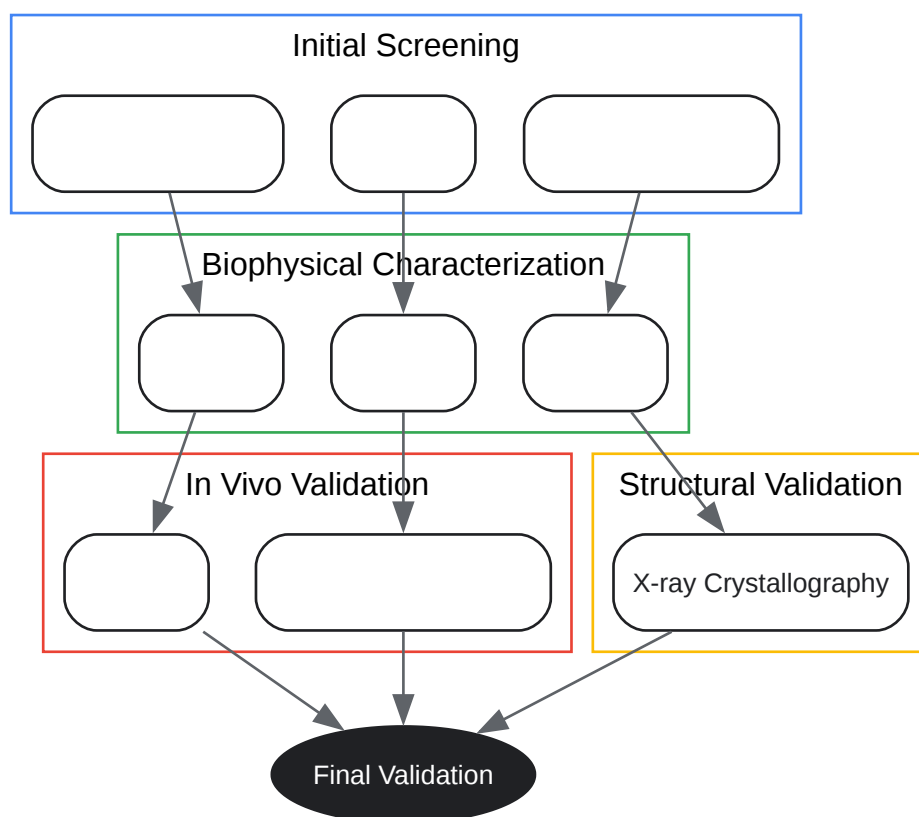 Initial Screening
Biophysical Characterization
In Vivo Validation
Structural Validation
X-ray Crystallography
Final Validation